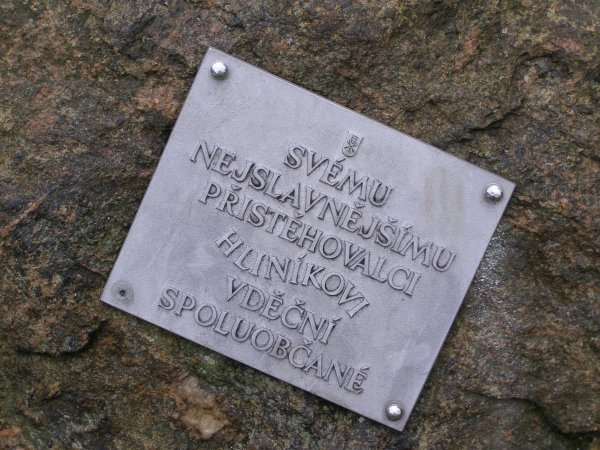 SVÉMU
NEJSLAVNĚJŠÍMU
PŘISTĚHOVALCI
HLINÍKOVI
VDĚČNÍ
SPOLUOBČANÉ